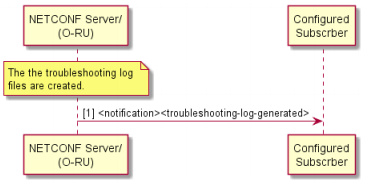 NETCONF Server/
(O-RU)
Configured
Subscrber
The the troubleshooting log
files are created.
[1] <notification><troubleshooting-log-generated>
NETCONF Server/
(O-RU)
Configured
Subscrber